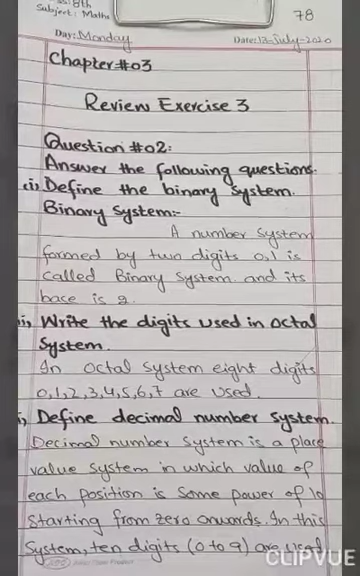 8th
Subject: Maths
78
Day: Monday
Date: 13-July-2020
Chapter#03
Review Exercise 3
Question #02:
Answer the following questions.
(i) Define the binary System.
Binary System:-
A number System
formed by two digits 0,1 is
called Binary System. and its
base is 2.
ii) Write the digits used in octal
System.
In octal System eight digits
0,1,2,3,4,5,6,7 are used.
Define decimal number System.
Decimal number System is a place
value System in which value of
each position is Some power of 10
starting from zero onwards. In this
System, ten digits (0 to 9) are used
CLIPVUE